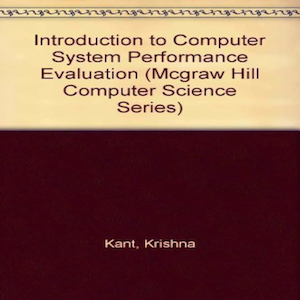 Introduction to Computer
System Performance
Evaluation (Mcgraw Hill
Computer Science
Series)
Kant, Krishna